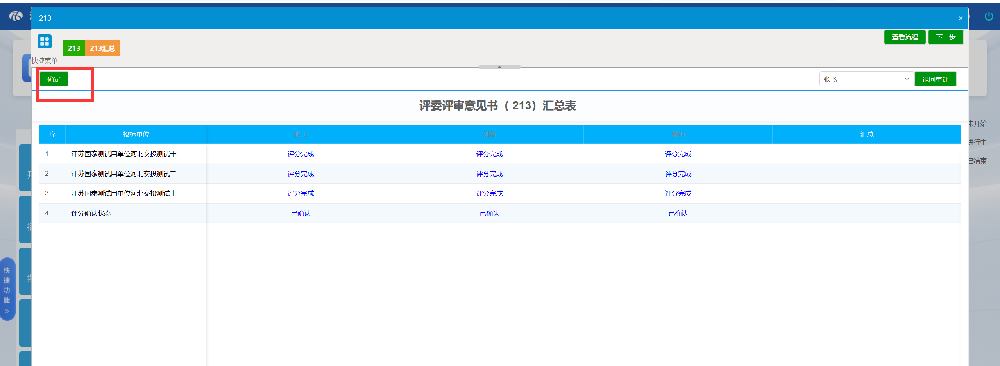 213
×
查看流程 下一步
213 213汇总
快捷菜单
确定
张飞 退回重评
评委评审意见书（ 213）汇总表
序 投标单位 张飞 刘备 关羽 汇总
1 江苏国泰测试用单位河北交投测试十 评分完成 评分完成 评分完成
2 江苏国泰测试用单位河北交投测试二 评分完成 评分完成 评分完成
3 江苏国泰测试用单位河北交投测试十一 评分完成 评分完成 评分完成
4 评分确认状态 已确认 已确认 已确认
未开始
进行中
已结束
快
捷
功
能
»